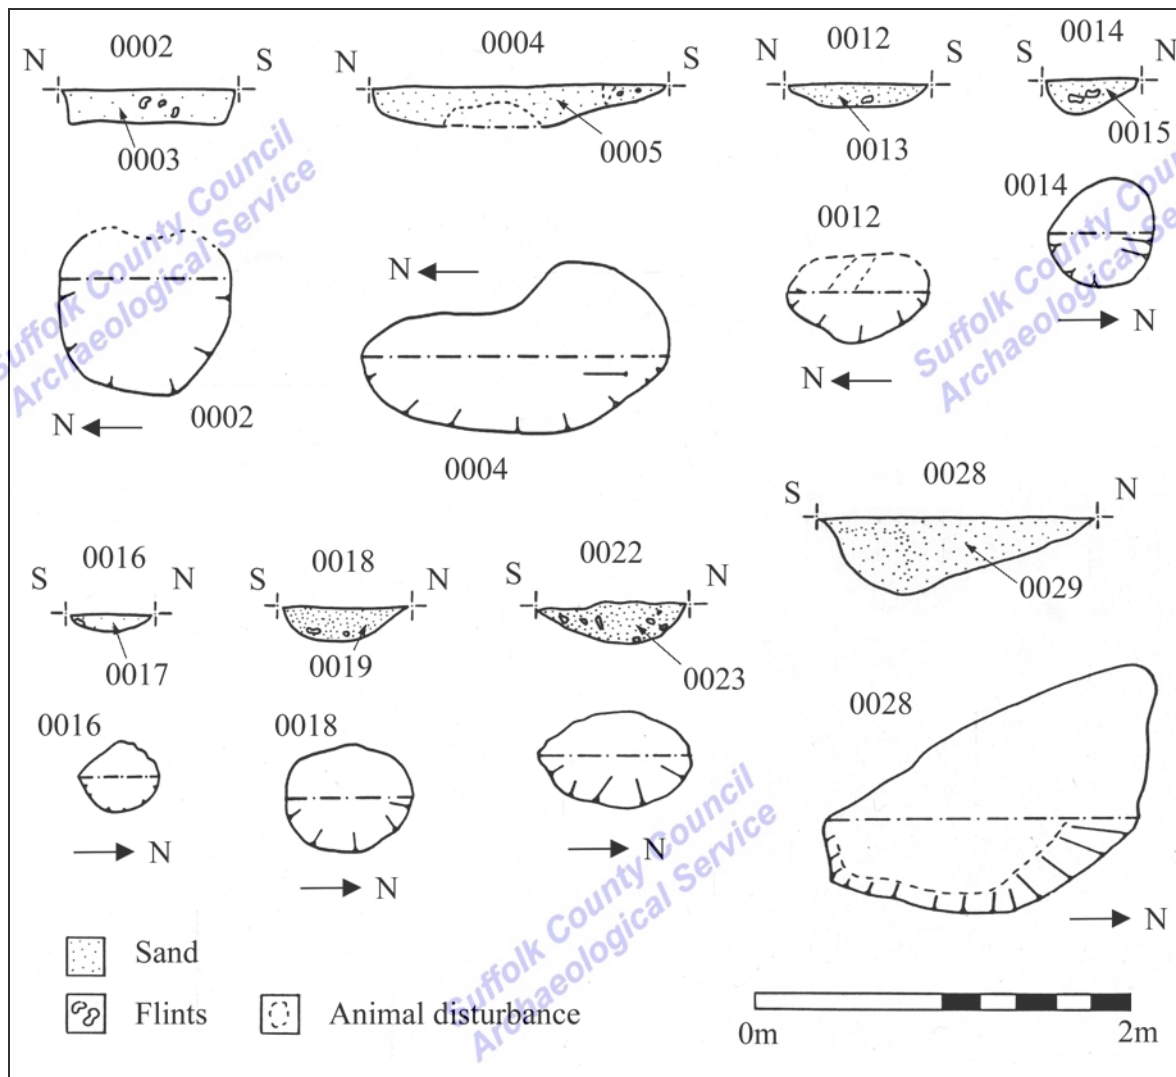 0002
N S
0003
0004
N S
0005
0012
N S
0013
0014
S N
0015
N
0002
N
0004
0012
N
0014
N
0016
S N
0017
0018
S N
0019
0022
S N
0023
0028
S N
0029
0016
N
0018
N
N
0028
N
Sand
Flints
Animal disturbance
0m 2m
Suffolk County Council
Archaeological Service
Suffolk County Council
Archaeological Service
Suffolk County Council
Archaeological Service